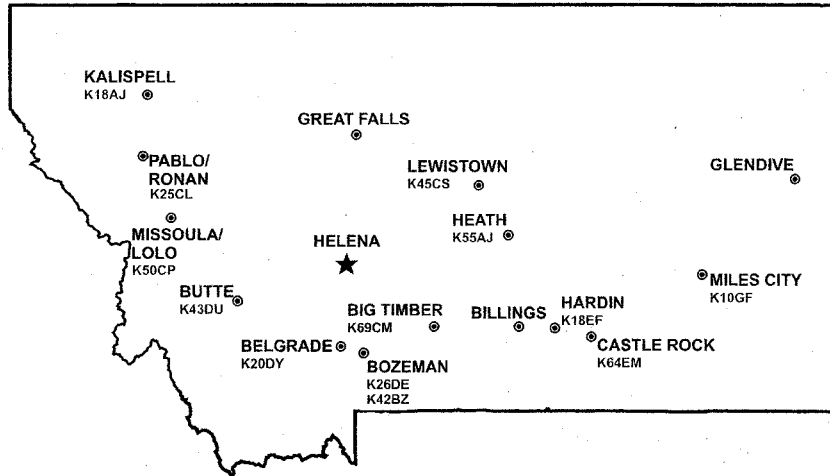 KALISPELL
K18AJ
GREAT FALLS
PABLO/
RONAN
K25CL
LEWISTOWN
K45CS
GLENDIVE
MISSOULA/
LOLO
K50CP
HEATH
K55AJ
HELENA
BUTTE
K43DU
MILES CITY
K10GF
BIG TIMBER
K69CM
BILLINGS
HARDIN
K18EF
BELGRADE
K20DY
CASTLE ROCK
K64EM
BOZEMAN
K26DE
K42BZ